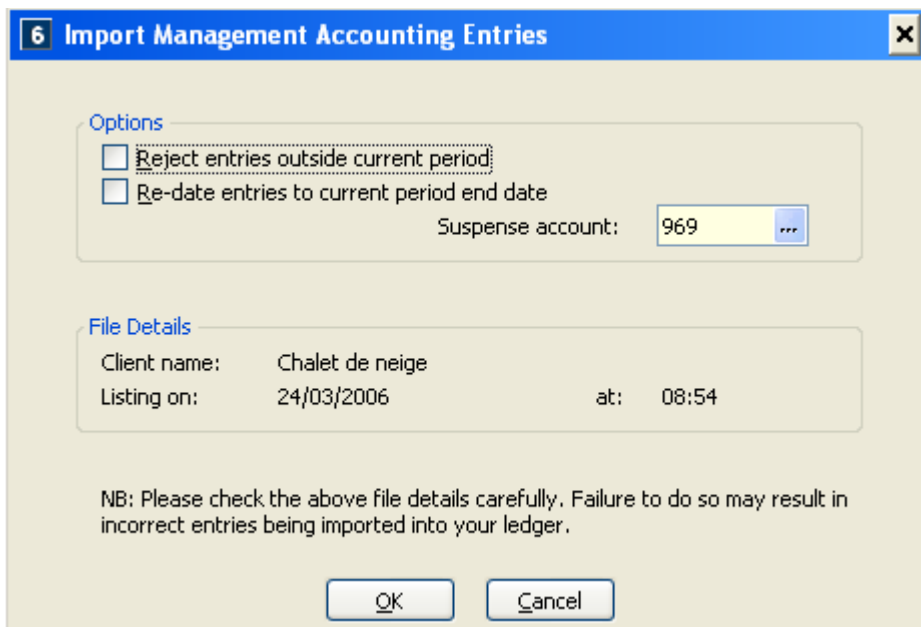 6 Import Management Accounting Entries
Options
Reject entries outside current period
Re-date entries to current period end date
Suspense account: 969 ...
File Details
Client name: Chalet de neige
Listing on: 24/03/2006 at: 08:54
NB: Please check the above file details carefully. Failure to do so may result in
incorrect entries being imported into your ledger.
OK Cancel